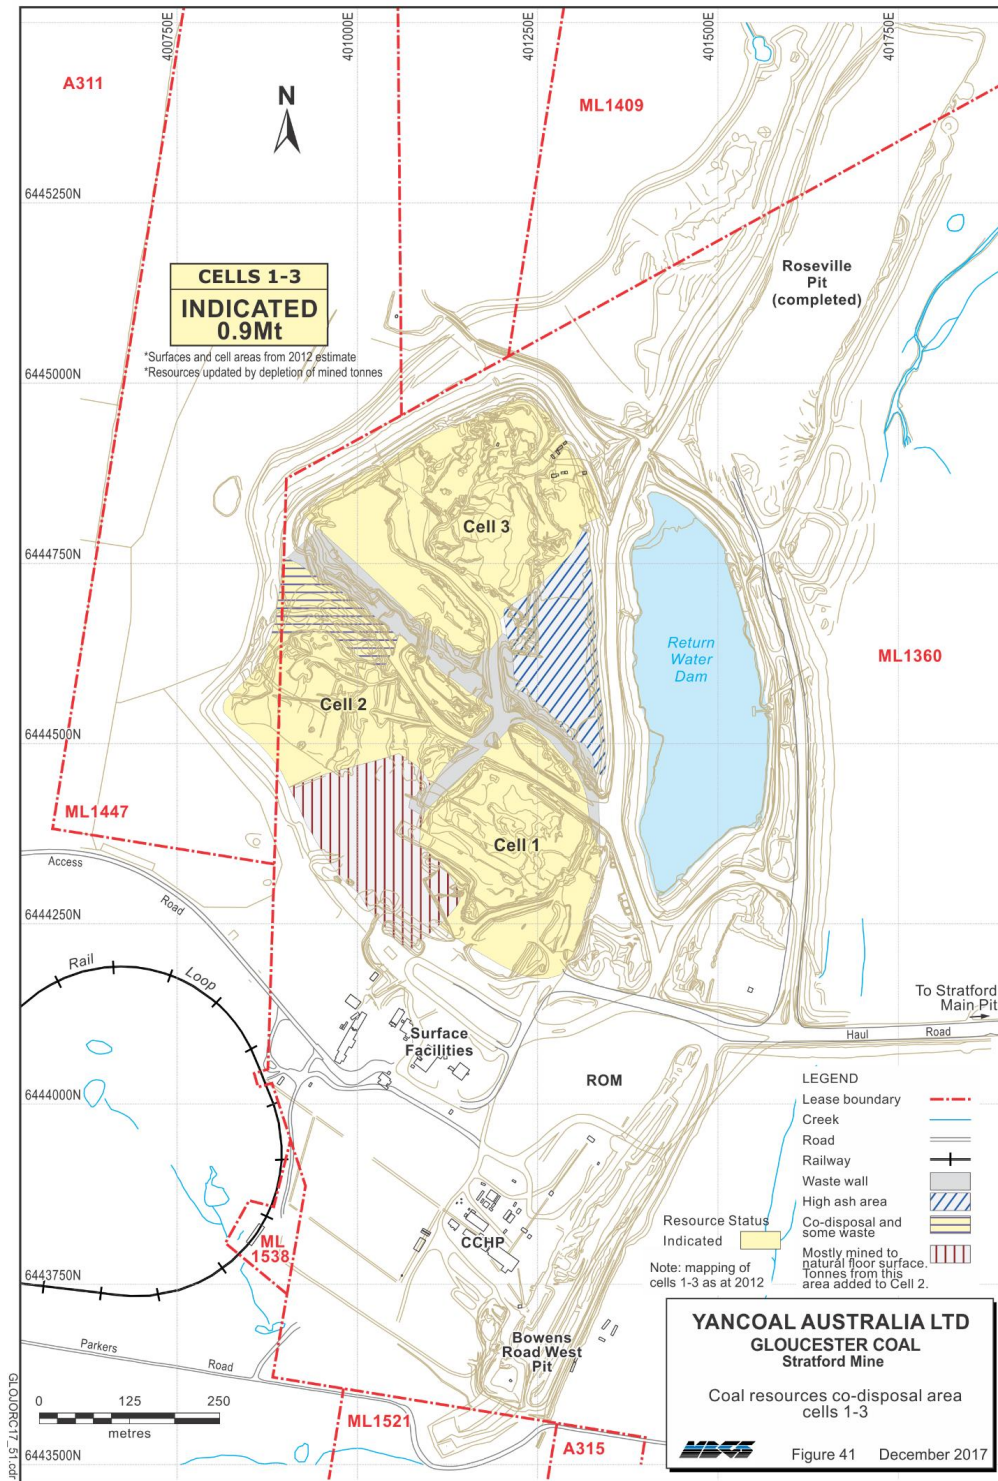 400750E
401000E
401250E
401500E
401750E
A311
N
ML1409
6445250N
Roseville
Pit
(completed)
CELLS 1-3
INDICATED
0.9Mt
*Surfaces and cell areas from 2012 estimate
*Resources updated by depletion of mined tonnes
6445000N
Cell 3
6444750N
Return
Water
Dam
ML1360
Cell 2
6444500N
ML1447
Cell 1
Access
Road
6444250N
Rail
Loop
To Stratford
Main Pit
Surface
Facilities
Haul
Road
ROM
6444000N
LEGEND
Lease boundary
Creek
Road
Railway
Waste wall
High ash area
Co-disposal and
some waste
Mostly mined to
natural floor surface.
Tonnes from this
area added to Cell 2.
Resource Status
Indicated
Note: mapping of
cells 1-3 as at 2012
ML
1538
CCHP
6443750N
Bowens
Road West
Pit
Parkers
Road
0
125
250
metres
ML1521
A315
6443500N
GLOJORC17_51.cdr
YANCOAL AUSTRALIA LTD
GLOUCESTER COAL
Stratford Mine
Coal resources co-disposal area
cells 1-3
Figure 41
December 2017